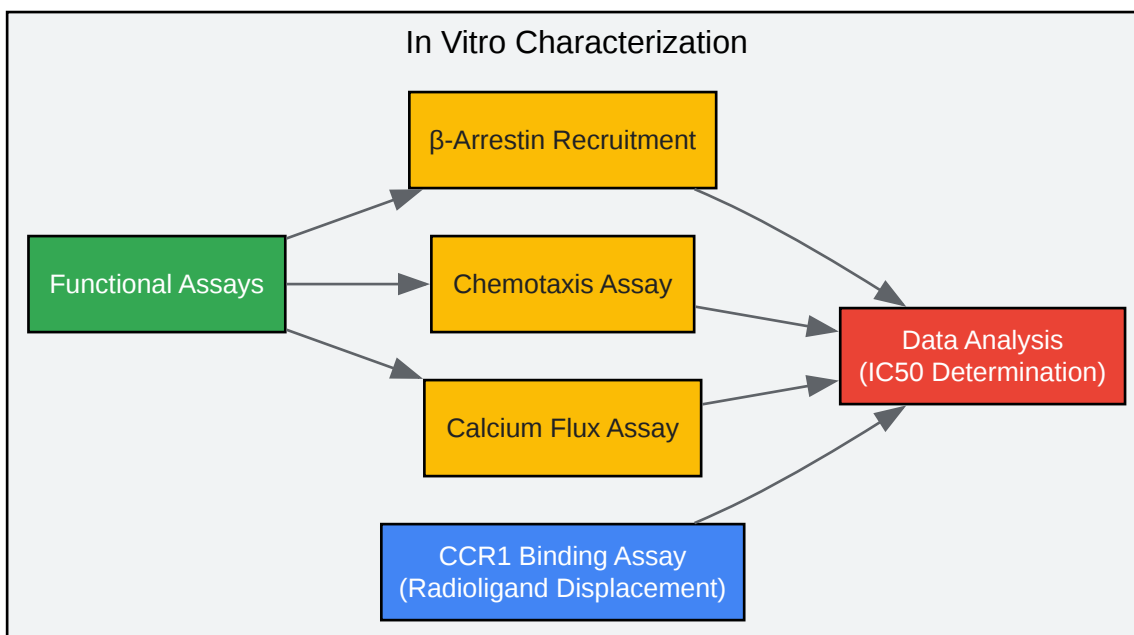 In Vitro Characterization
β-Arrestin Recruitment
Functional Assays
Chemotaxis Assay
Data Analysis
(IC50 Determination)
Calcium Flux Assay
CCR1 Binding Assay
(Radioligand Displacement)